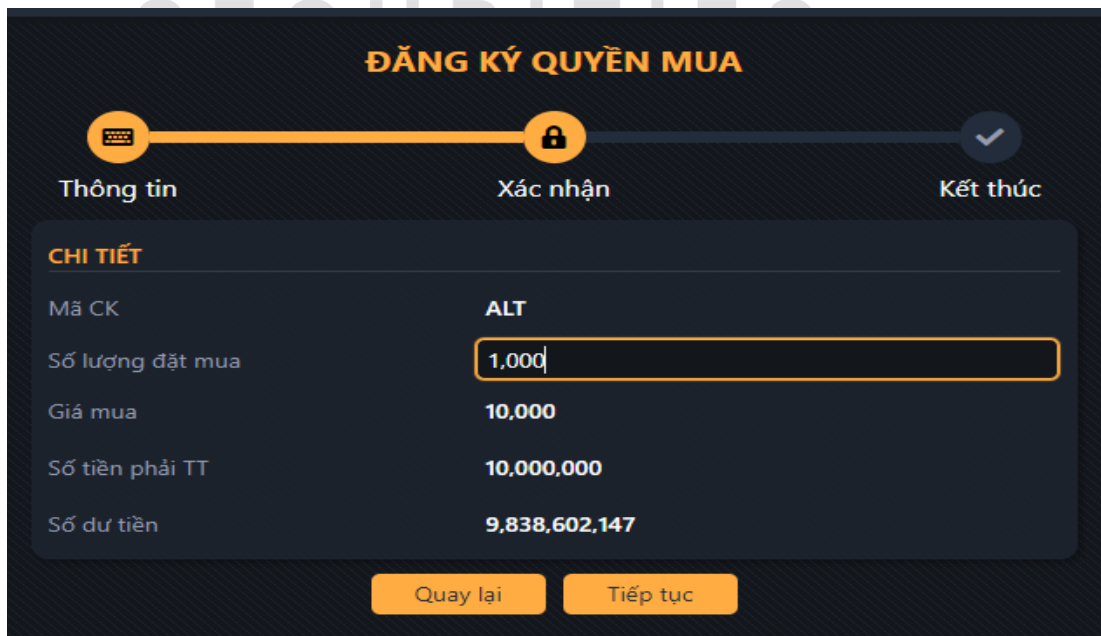 ĐĂNG KÝ QUYỀN MUA
Thông tin Xác nhận Kết thúc
CHI TIẾT
Mã CK ALT
Số lượng đặt mua 1,000
Giá mua 10,000
Số tiền phải TT 10,000,000
Số dư tiền 9,838,602,147
Quay lại Tiếp tục